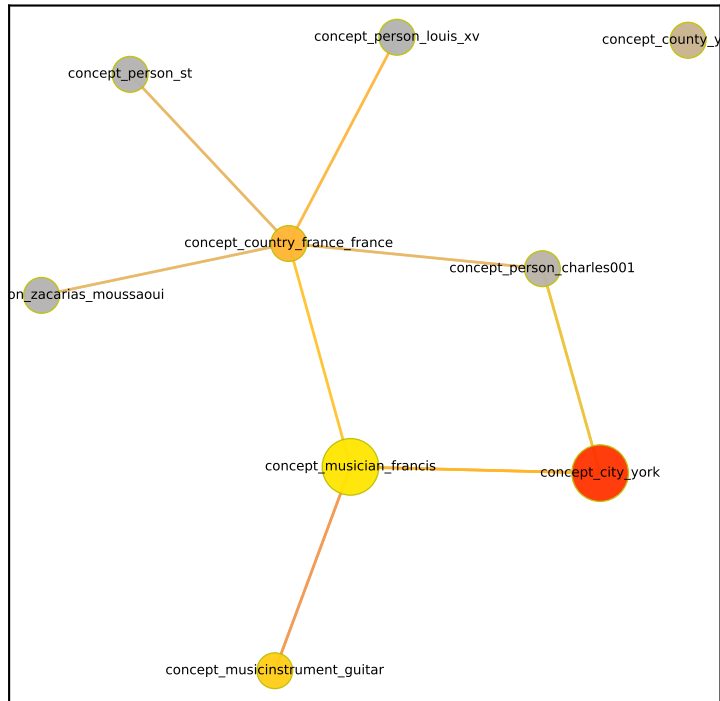 concept_person_louis_xv
concept_county_y
concept_person_st
concept_country_france_france
concept_person_charles001
on_zacarias_moussaoui
concept_musician_francis
concept_city_york
concept_musicinstrument_guitar